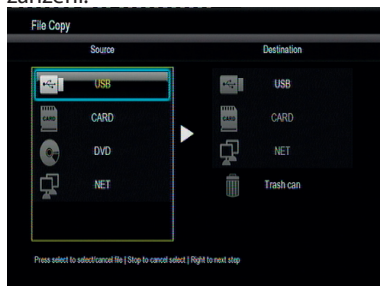 zařízení.
File Copy
Source Destination
USB USB
CARD CARD
DVD NET
NET Trash can
Press select to select/cancel file | Stop to cancel select | Right to next step